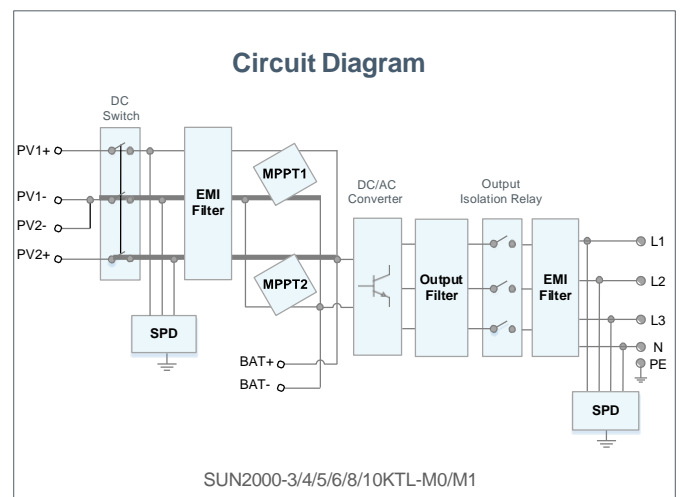 Circuit Diagram
DC
Switch
PV1+
PV1-
PV2-
PV2+
EMI
Filter
MPPT1
MPPT2
SPD
BAT+
BAT-
DC/AC
Converter
Output
Filter
Output
Isolation Relay
EMI
Filter
L1
L2
L3
N
PE
SPD
SUN2000-3/4/5/6/8/10KTL-M0/M1